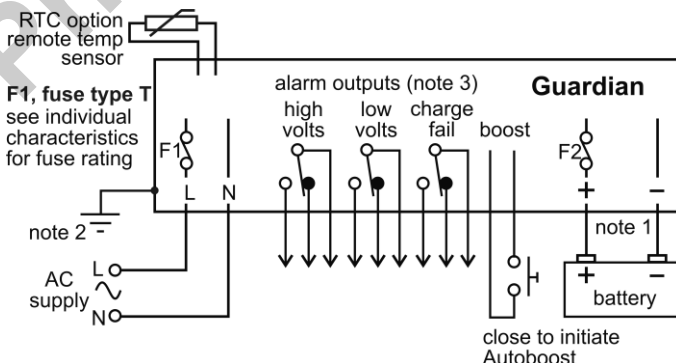 RTC option
remote temp
sensor
F1, fuse type T
see individual
characteristics
for fuse rating
alarm outputs (note 3)
Guardian
high
volts
low
volts
charge
fail
boost
F1
F2
L
N
+
−
note 2
note 1
AC
supply
L
N
+
−
battery
close to initiate
Autoboost